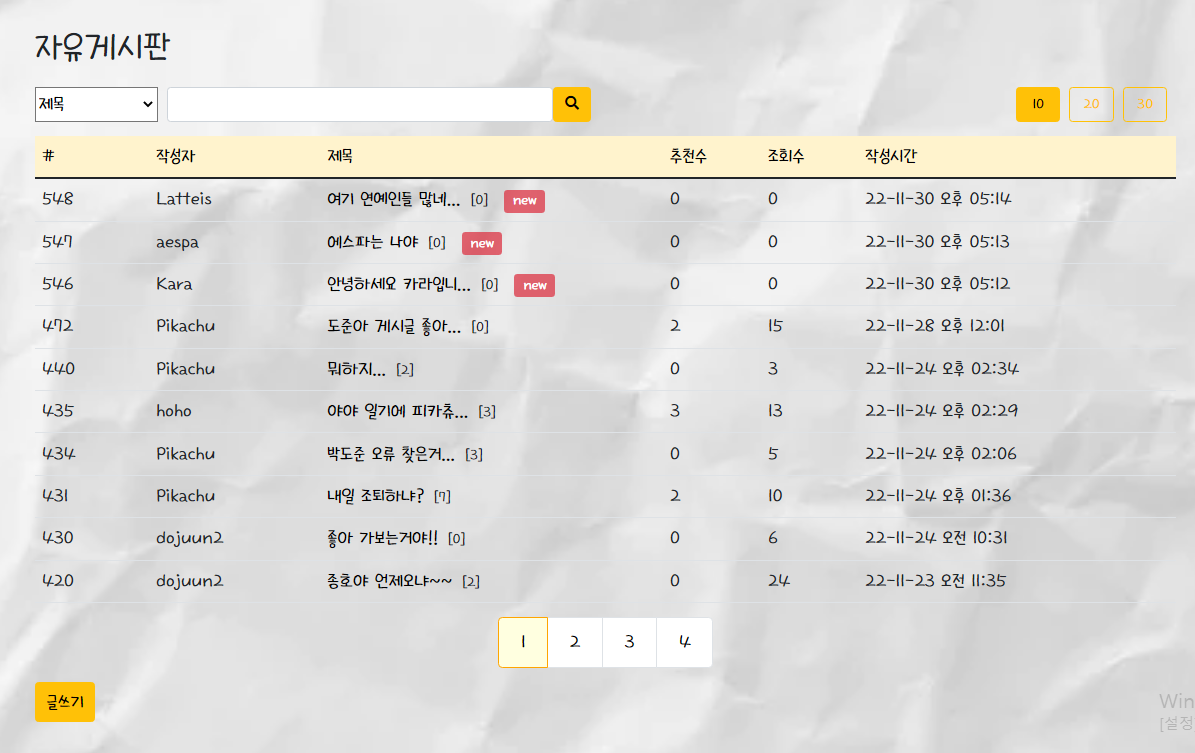 자유게시판
제목 10 20 30
# 작성자 제목 추천수 조회수 작성시간
548 Latteis 여기 연예인들 많네... [0] new 0 0 22-11-30 오후 05:14
547 aespa 에스파는 나야 [0] new 0 0 22-11-30 오후 05:13
546 Kara 안녕하세요 카라입니... [0] new 0 0 22-11-30 오후 05:12
472 Pikachu 도준아 게시글 좋아... [0] 2 15 22-11-28 오후 12:01
440 Pikachu 뭐하지... [2] 0 3 22-11-24 오후 02:34
435 hoho 야야 일기에 피카츄... [3] 3 13 22-11-24 오후 02:29
434 Pikachu 박도준 오류 찾은거... [3] 0 5 22-11-24 오후 02:06
431 Pikachu 내일 조퇴하냐? [7] 2 10 22-11-24 오후 01:36
430 dojuun2 좋아 가보는거야!! [0] 0 6 22-11-24 오전 10:31
420 dojuun2 종호야 언제오냐~~ [2] 0 24 22-11-23 오전 11:35
1 2 3 4
글쓰기
Win
[설정